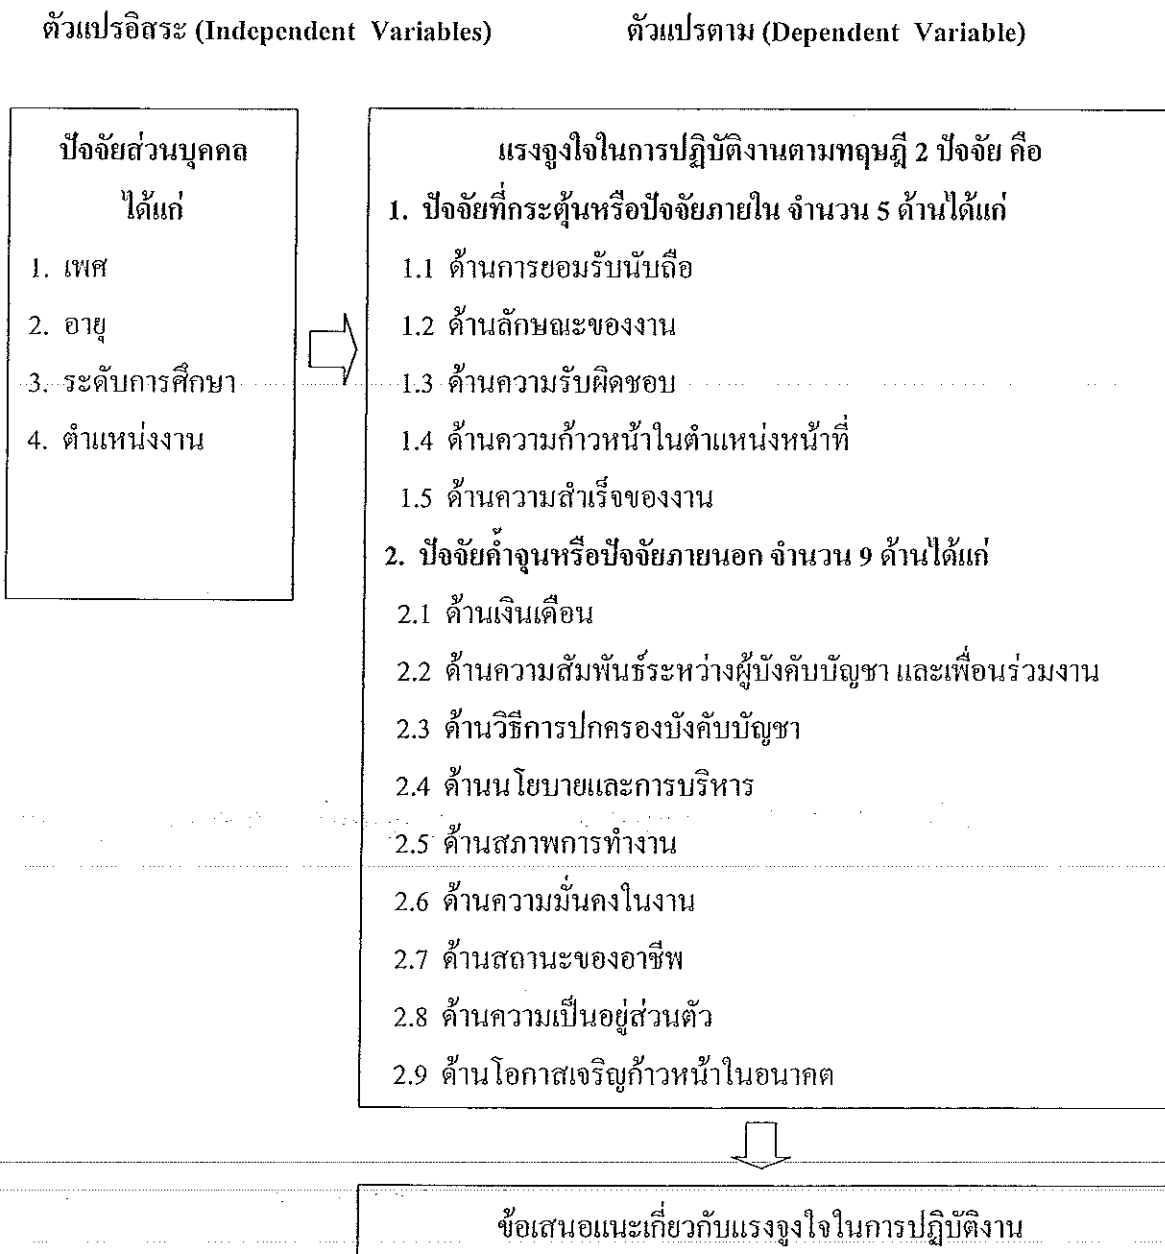 ตัวแปรอิสระ (Independent Variables)
ตัวแปรตาม (Dependent Variable)
ปัจจัยส่วนบุคคล
ได้แก่
1. เพศ
2. อายุ
3. ระดับการศึกษา
4. ตำแหน่งงาน
แรงจูงใจในการปฏิบัติงานตามทฤษฎี 2 ปัจจัย คือ
1. ปัจจัยที่กระตุ้นหรือปัจจัยภายใน จำนวน 5 ด้านได้แก่
1.1 ด้านการยอมรับนับถือ
1.2 ด้านลักษณะของงาน
1.3 ด้านความรับผิดชอบ
1.4 ด้านความก้าวหน้าในตำแหน่งหน้าที่
1.5 ด้านความสำเร็จของงาน
2. ปัจจัยค้ำจุนหรือปัจจัยภายนอก จำนวน 9 ด้านได้แก่
2.1 ด้านเงินเดือน
2.2 ด้านความสัมพันธ์ระหว่างผู้บังคับบัญชา และเพื่อนร่วมงาน
2.3 ด้านวิธีการปกครองบังคับบัญชา
2.4 ด้านนโยบายและการบริหาร
2.5 ด้านสภาพการทำงาน
2.6 ด้านความมั่นคงในงาน
2.7 ด้านสถานะของอาชีพ
2.8 ด้านความเป็นอยู่ส่วนตัว
2.9 ด้านโอกาสเจริญก้าวหน้าในอนาคต
ข้อเสนอแนะเกี่ยวกับแรงจูงใจในการปฏิบัติงาน